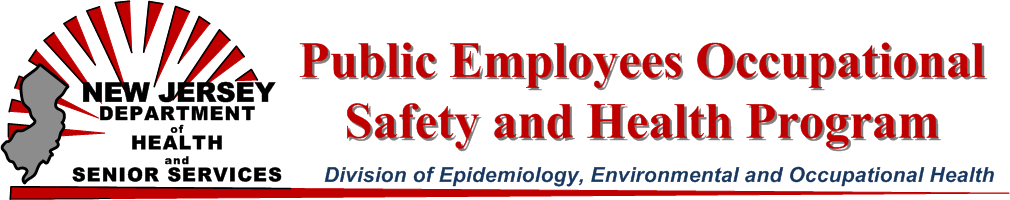 NEW JERSEY
DEPARTMENT
of
HEALTH
and
SENIOR SERVICES
Public Employees Occupational
Safety and Health Program
Division of Epidemiology, Environmental and Occupational Health